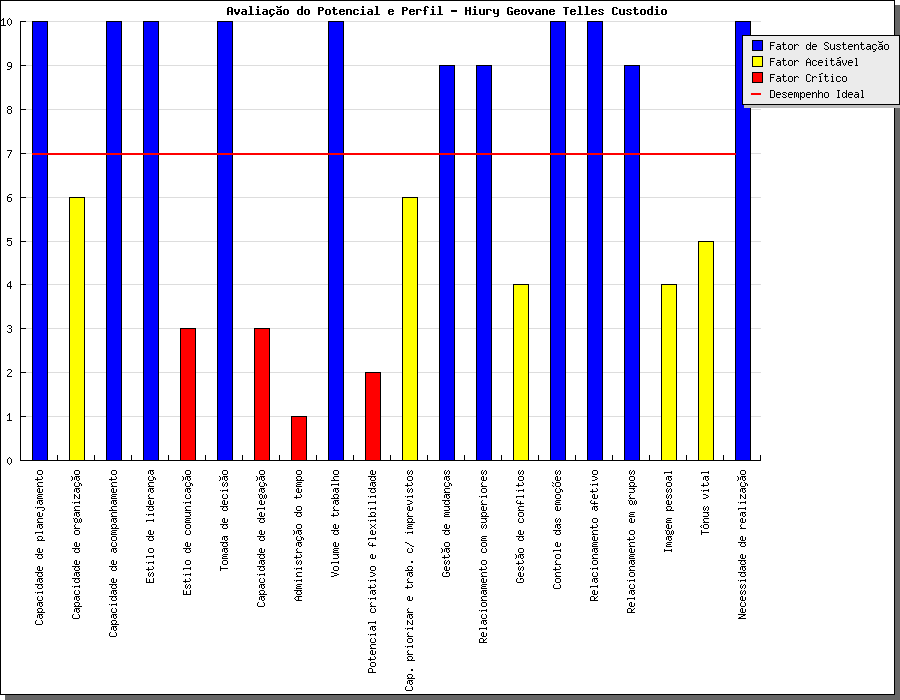 Avaliação do Potencial e Perfil - Hiury Geovane Telles Custodio
10
9
8
7
6
5
4
3
2
1
0
Fator de Sustentação
Fator Aceitável
Fator Crítico
Desempenho Ideal
Capacidade de planejamento
Capacidade de organização
Capacidade de acompanhamento
Estilo de liderança
Estilo de comunicação
Tomada de decisão
Capacidade de delegação
Administração do tempo
Volume de trabalho
Potencial criativo e flexibilidade
Cap. priorizar e trab. c/ imprevistos
Gestão de mudanças
Relacionamento com superiores
Gestão de conflitos
Controle das emoções
Relacionamento afetivo
Relacionamento em grupos
Imagem pessoal
Tônus vital
Necessidade de realização